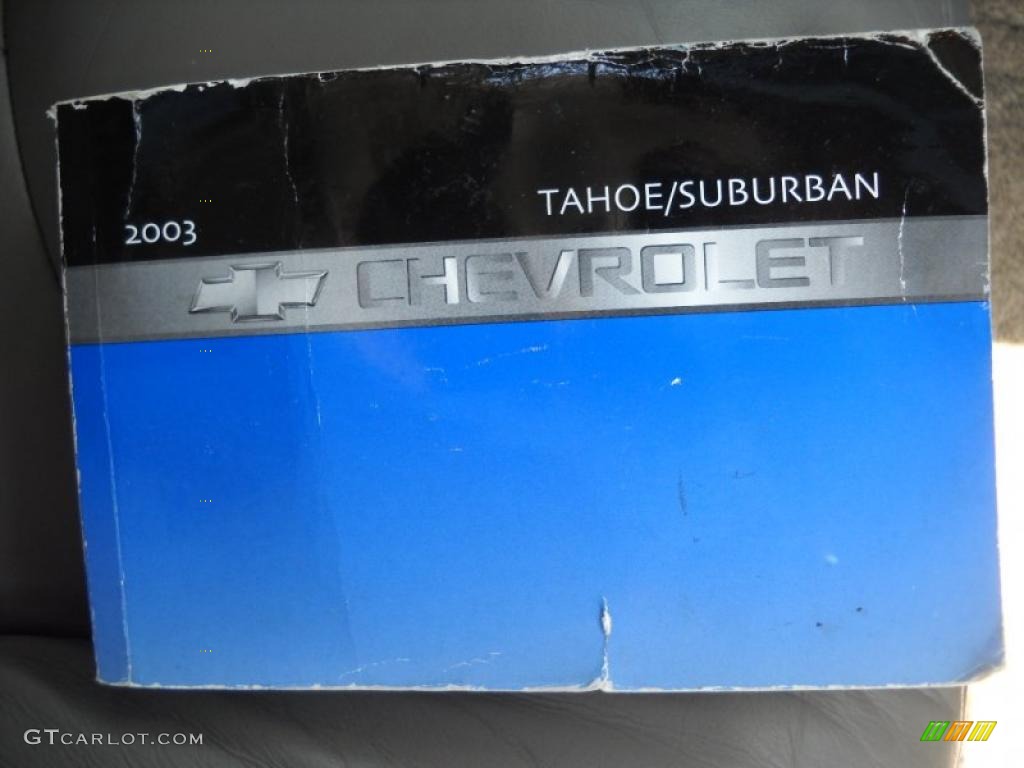 TAHOE/SUBURBAN
2003
CHEVROLET
GTCARLOT.COM